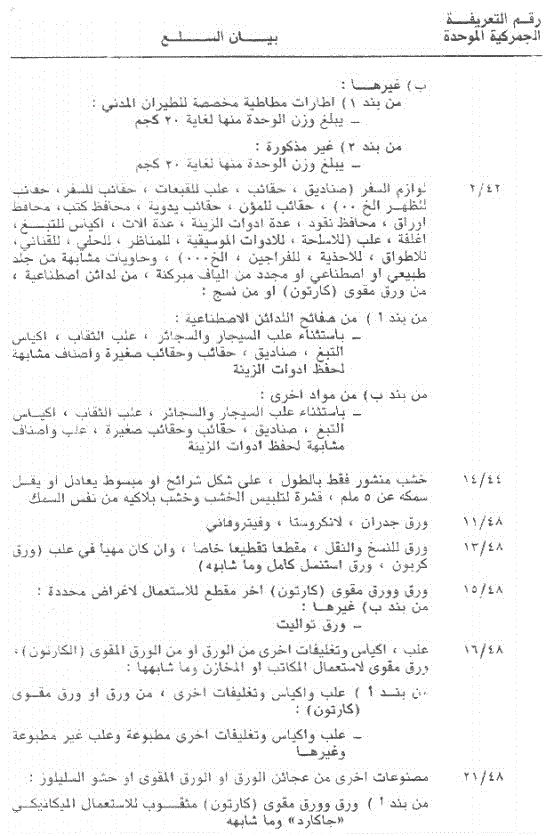 رقم التعريفة
الجمركية الموحدة
بيان السلع
ب) غيرها :
من بند ١) اطارات مطاطية مخصصة للطيران المدني :
ـ يبلغ وزن الوحدة منها لغاية ٢٠ كجم
من بند ٢) غير مذكورة :
ـ يبلغ وزن الوحدة منها لغاية ٢٠ كجم
٢/٤٢ لوازم السفر (صناديق ، حقائب ، علب للقبعات ، حقائب للسفر، حقائب
للظهر الخ ٠٠) ، حقائب للمؤن ، حقائب يدوية ، محافظ كتب، محافظ
اوراق ، محافظ نقود ، عدة ادوات الزينة ، عدة الات ، اكياس للتبغ ،
اغلفة ، علب (للاسلحة ، للادوات الموسيقية ، للمناظر ، للحلي ، للقناني ،
للاطواق ، للاحذية ، للفراجين ، الخ٠٠٠) ، وحاويات مشابهة من جلد
طبيعي او اصطناعي او مجدد من الياف مبركنة ، من لدائن اصطناعية ،
من ورق مقوى (كارتون) او من نسج :
من بند أ ) من صفائح اللدائن الاصطناعية :
ـ باستثناء علب السيجار والسجائر ، علب الثقاب ، اكياس
التبغ ، صناديق ، حقائب وحقائب صغيرة واصناف مشابهة
لحفظ ادوات الزينة
من بند ب) من مواد اخرى :
ـ باستثناء علب السيجار والسجائر ، علب الثقاب ، اكياس
التبغ ، صناديق ، حقائب وحقائب صغيرة ، علب واصناف
مشابهة لحفظ ادوات الزينة
١٤/٤٤ خشب منشور فقط بالطول ، على شكل شرائح او مبسوط يعادل او يقل
سمكه عن ٥ ملم ، قشرة لتلبيس الخشب وخشب بلاكيه من نفس السمك
١١/٤٨ ورق جدران ، لانكروستا ، وفيتروفاني
١٣/٤٨ ورق للنسخ والنقل ، مقطعا تقطيعا خاصا ، وان كان مهيا في علب (ورق
كربون ، ورق استنسل كامل وما شابهه)
١٥/٤٨ ورق وورق مقوى (كارتون) اخر مقطع للاستعمال لاغراض محددة :
من بند ب) غيرها :
ـ ورق تواليت
١٦/٤٨ علب ، اكياس وتغليفات اخرى من الورق او من الورق المقوى (الكارتون)،
ورق مقوى لاستعمال المكاتب او المخازن وما شابهها :
من بند أ ) علب واكياس وتغليفات اخرى ، من ورق او ورق مقوى
(كارتون) :
ـ علب واكياس وتغليفات اخرى مطبوعة وعلب غير مطبوعة
وغيرها
٢١/٤٨ مصنوعات اخرى من عجائن الورق او الورق المقوى او حشو السليلوز :
من بند أ ) ورق وورق مقوى (كارتون) مثقوب للاستعمال الميكانيكي
«جاكارد» وما شابهه